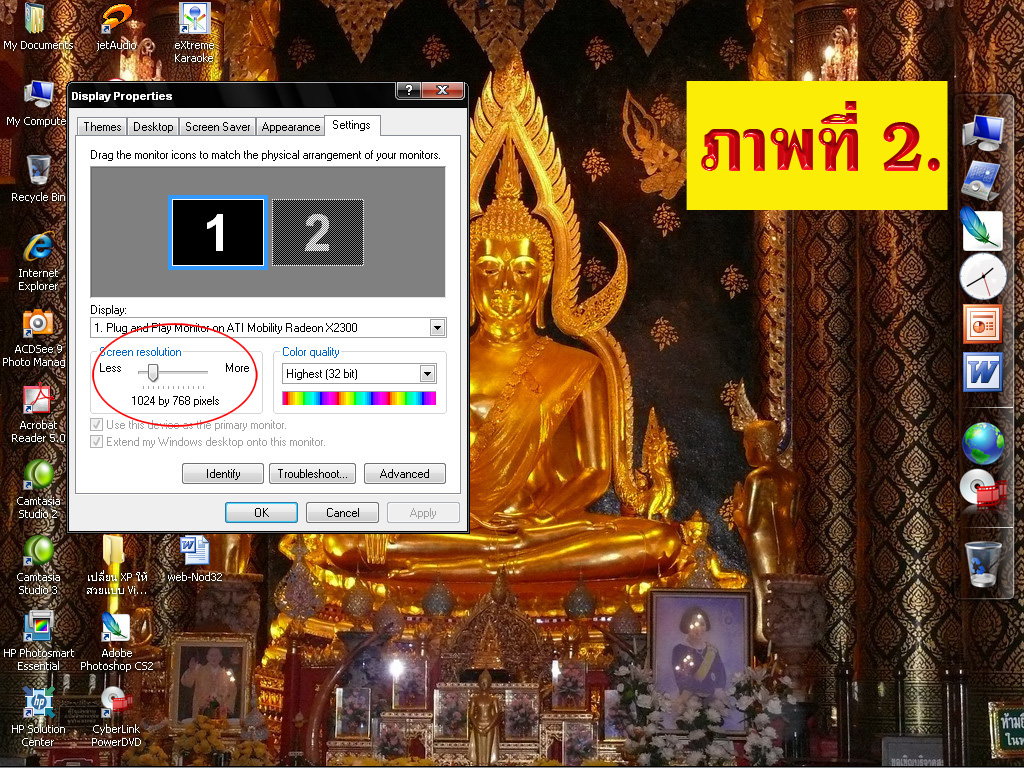 My Documents
jetAudio
eXtreme
Karaoke
My Compute
Recycle Bin
Internet
Explorer
ACDSee 9
Photo Manag
Acrobat
Reader 5.0
Camtasia
Studio 2
Camtasia
Studio 3
เปลี่ยน XP ให้
สวยแบบ Vi...
web-Nod32
HP Photosmart
Essential
Adobe
Photoshop CS2
HP Solution
Center
CyberLink
PowerDVD
Display Properties
Themes
Desktop
Screen Saver
Appearance
Settings
Drag the monitor icons to match the physical arrangement of your monitors.
1
2
Display:
1. Plug and Play Monitor on ATI Mobility Radeon X2300
Screen resolution
Less
More
1024 by 768 pixels
Color quality
Highest (32 bit)
Use this device as the primary monitor.
Extend my Windows desktop onto this monitor.
Identify
Troubleshoot...
Advanced
OK
Cancel
Apply
ภาพที่ 2.